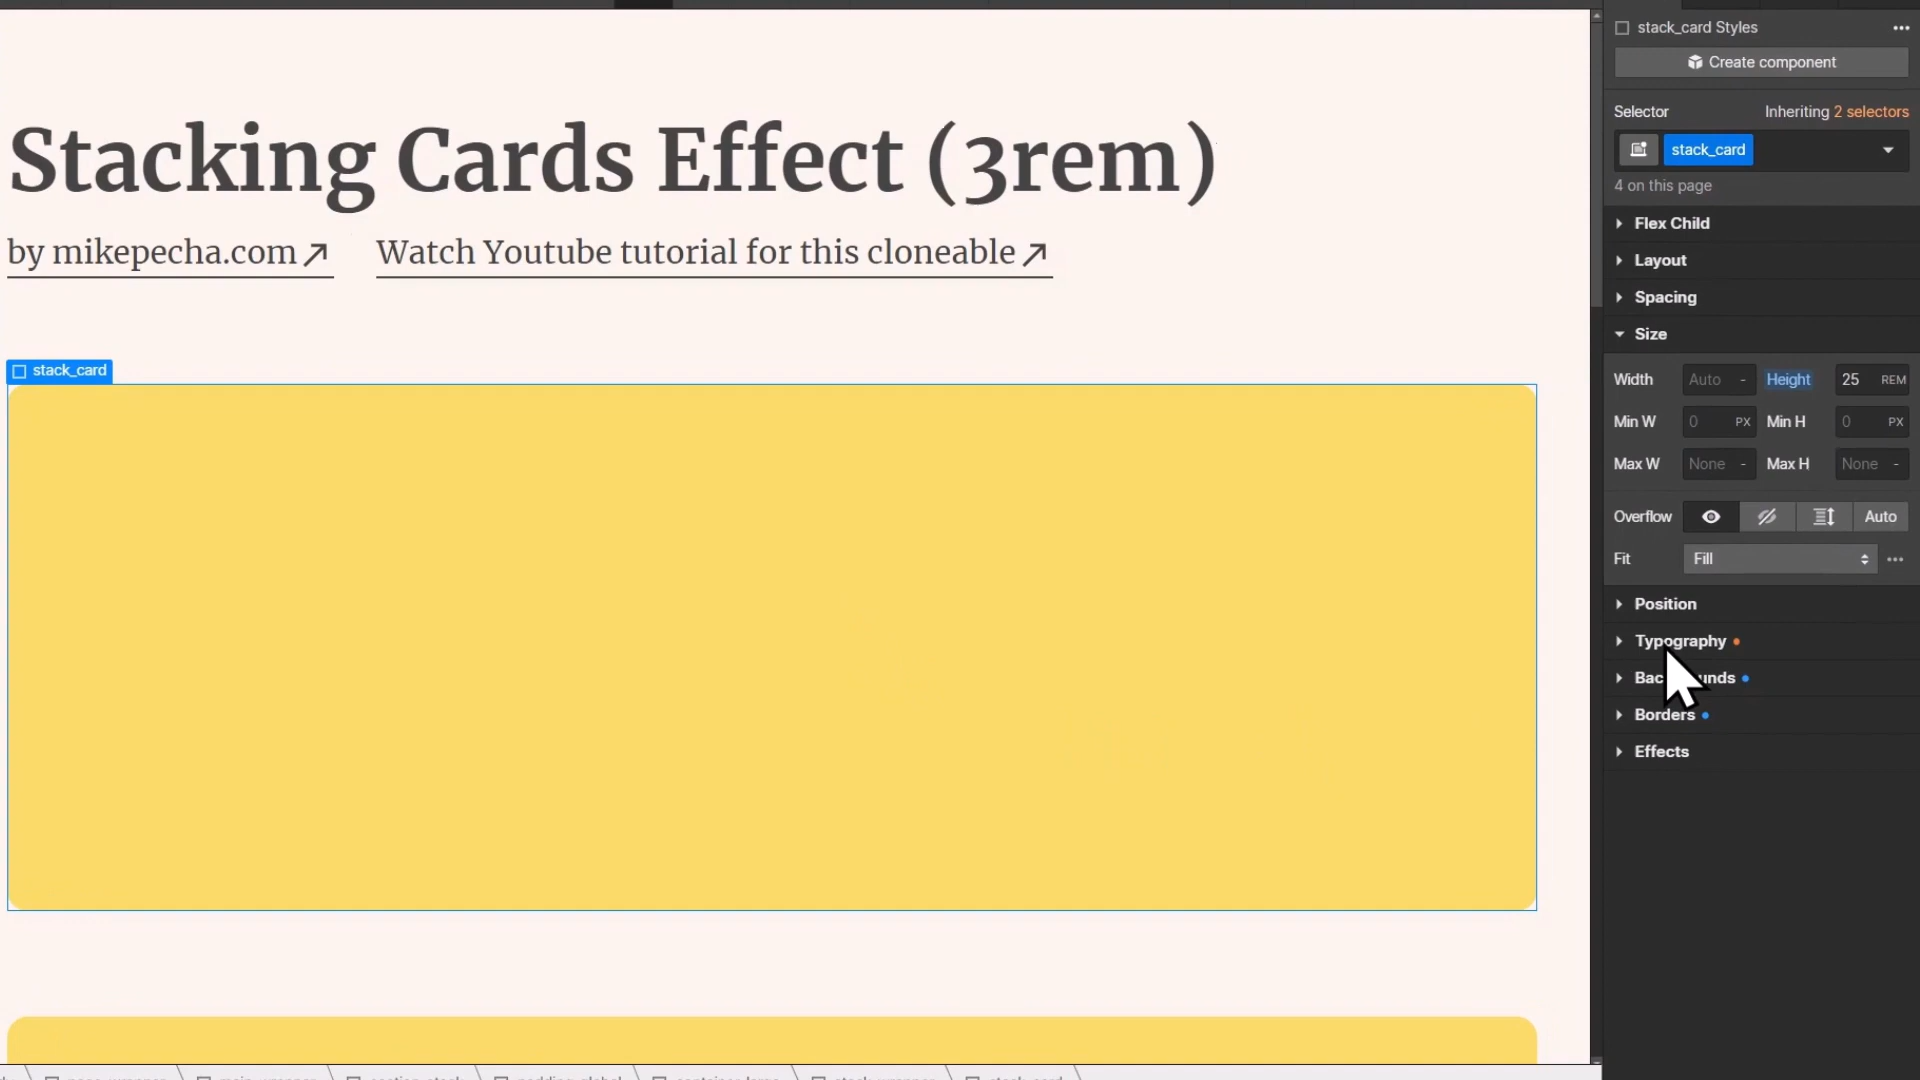 stack_card Styles
Create component
Selector Inheriting 2 selectors
stack_card
4 on this page
Flex Child
Layout
Spacing
Size
Width Auto - Height 25 REM
Min W 0 PX Min H 0 PX
Max W None - Max H None -
Overflow Auto
Fit Fill
Position
Typography
Borders
Effects
Stacking Cards Effect (3rem)
by mikepecha.com Watch Youtube tutorial for this cloneable
stack_card